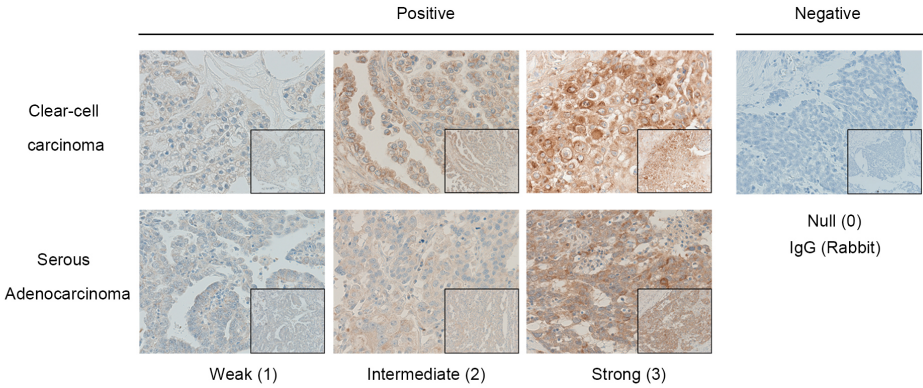 Positive
Negative
Clear-cell
carcinoma
Null (0)
IgG (Rabbit)
Serous
Adenocarcinoma
Weak (1)
Intermediate (2)
Strong (3)